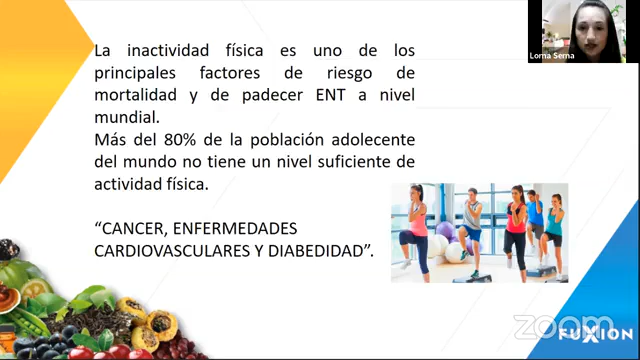 La inactividad física es uno de los
principales factores de riesgo de
mortalidad y de padecer ENT a nivel
mundial.
Más del 80% de la población adolecente
del mundo no tiene un nivel suficiente de
actividad física.
“CANCER, ENFERMEDADES
CARDIOVASCULARES Y DIABEDIDAD”.
Lorna Serna
zoom
FUXION